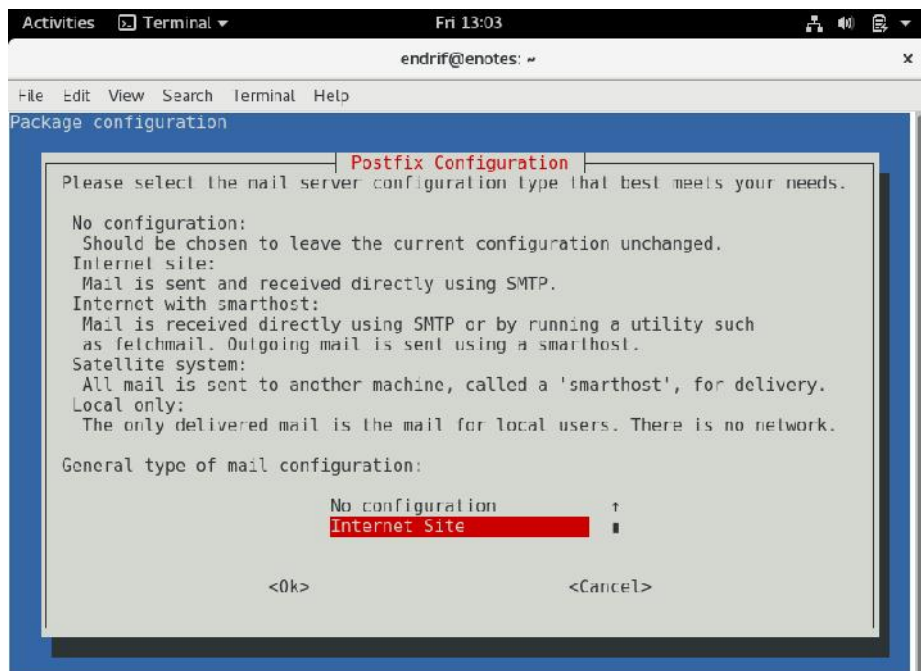 Activities Terminal Fri 13:03
endrif@enotes: ~ x
File Edit View Search Terminal Help
Package configuration
Postfix Configuration
Please select the mail server configuration type that best meets your needs.
No configuration:
Should be chosen to leave the current configuration unchanged.
Internet site:
Mail is sent and received directly using SMTP.
Internet with smarthost:
Mail is received directly using SMTP or by running a utility such
as fetchmail. Outgoing mail is sent using a smarthost.
Satellite system:
All mail is sent to another machine, called a 'smarthost', for delivery.
Local only:
The only delivered mail is the mail for local users. There is no network.
General type of mail configuration:
No configuration
Internet Site
<Ok> <Cancel>